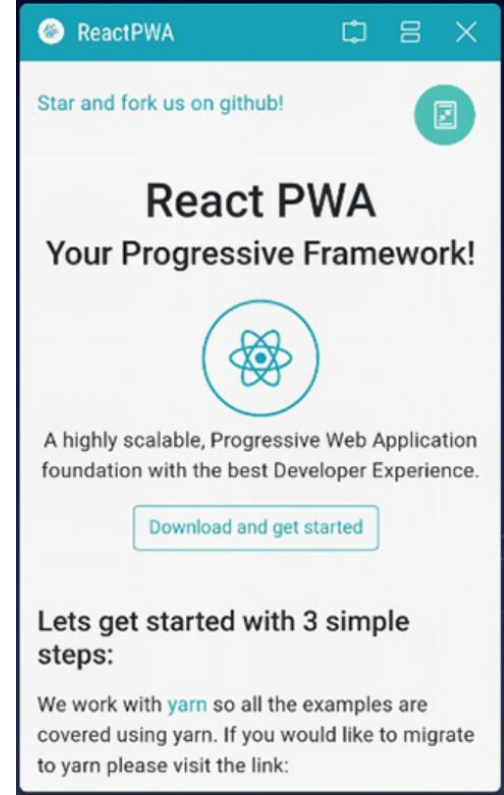 ReactPWA
Star and fork us on github!
React PWA
Your Progressive Framework!
A highly scalable, Progressive Web Application
foundation with the best Developer Experience.
Download and get started
Lets get started with 3 simple
steps:
We work with yarn so all the examples are
covered using yarn. If you would like to migrate
to yarn please visit the link: